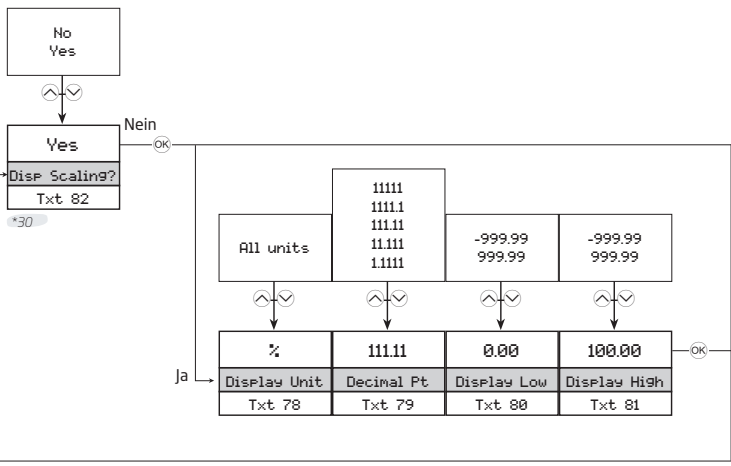 No
Yes
Nein
Yes
OK
Disp Scaling?
Txt 82
*30
All units
11111
1111.1
111.11
11.111
1.1111
-999.99
999.99
-999.99
999.99
%
111.11
0.00
100.00
OK
Ja
Display Unit
Decimal Pt
Display Low
Display High
Txt 78
Txt 79
Txt 80
Txt 81